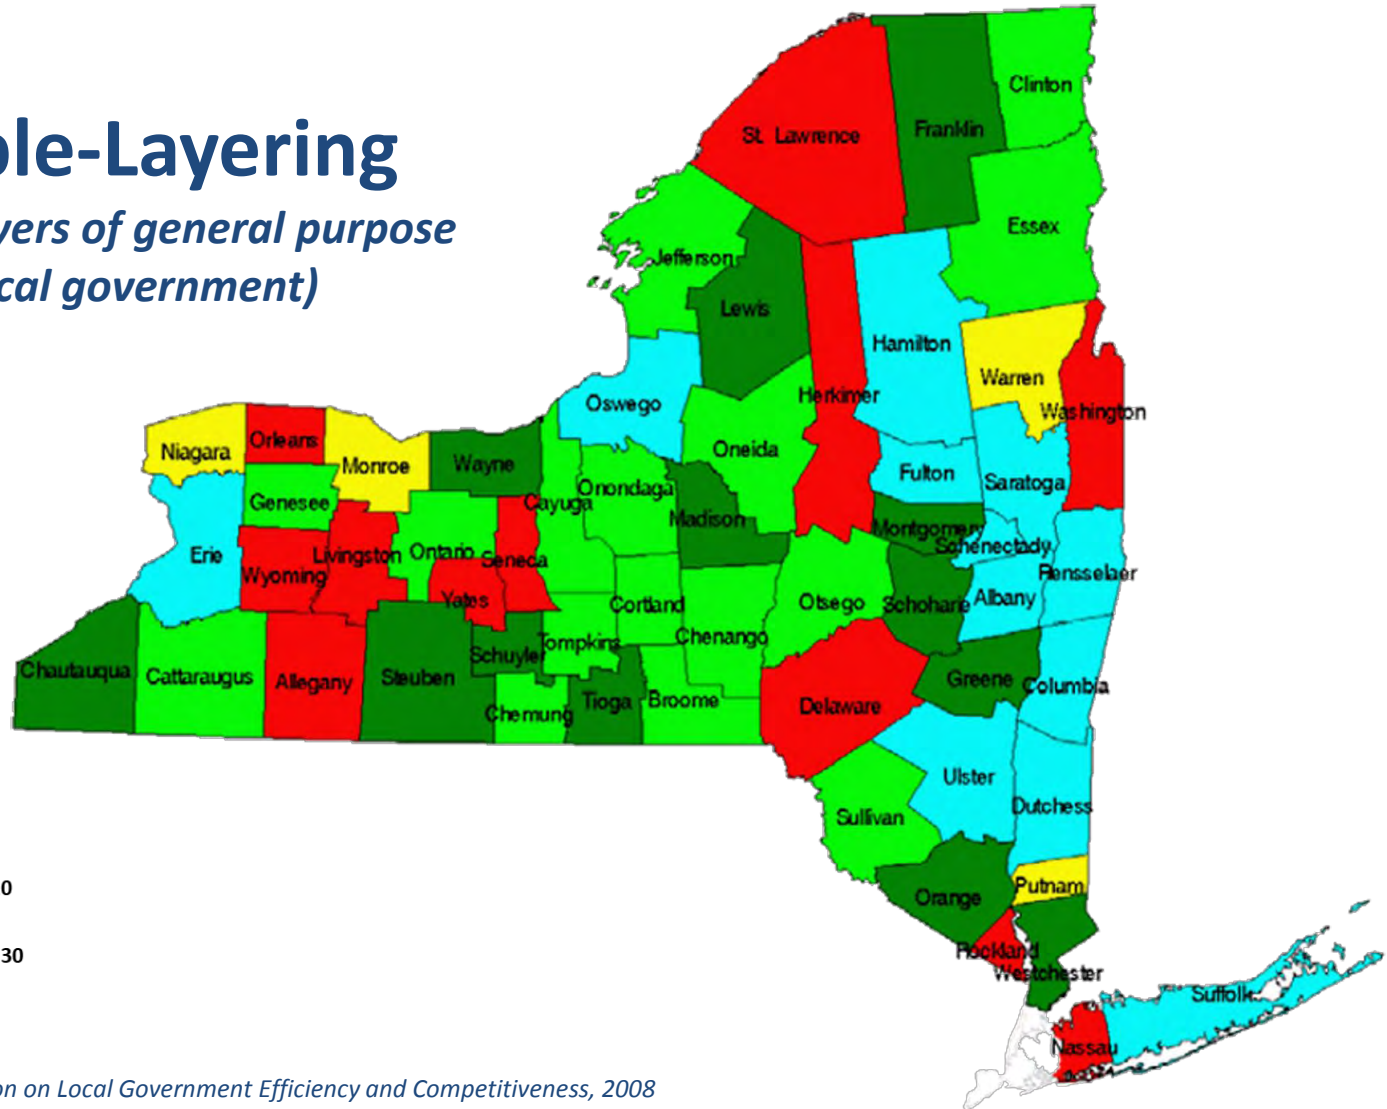 ole-Layering
yers of general purpose
cal government)
Clinton
Franklin
St. Lawrence
Essex
Jefferson
Lewis
Hamilton
Warren
Herkimer
Washington
Oswego
Oneida
Niagara
Orleans
Monroe
Wayne
Fulton
Saratoga
Genesee
Cayuga
Onondaga
Madison
Montgomery
Schenectady
Erie
Livingston
Ontario
Seneca
Wyoming
Rensselaer
Yates
Cortland
Otsego
Schoharie
Albany
Chenango
Tompkins
Schuyler
Chautauqua
Cattaraugus
Allegany
Steuben
Greene
Columbia
Tioga
Broome
Chemung
Delaware
Ulster
Dutchess
Sullivan
Putnam
0
Orange
Rockland
30
Westchester
Suffolk
Nassau
on on Local Government Efficiency and Competitiveness, 2008